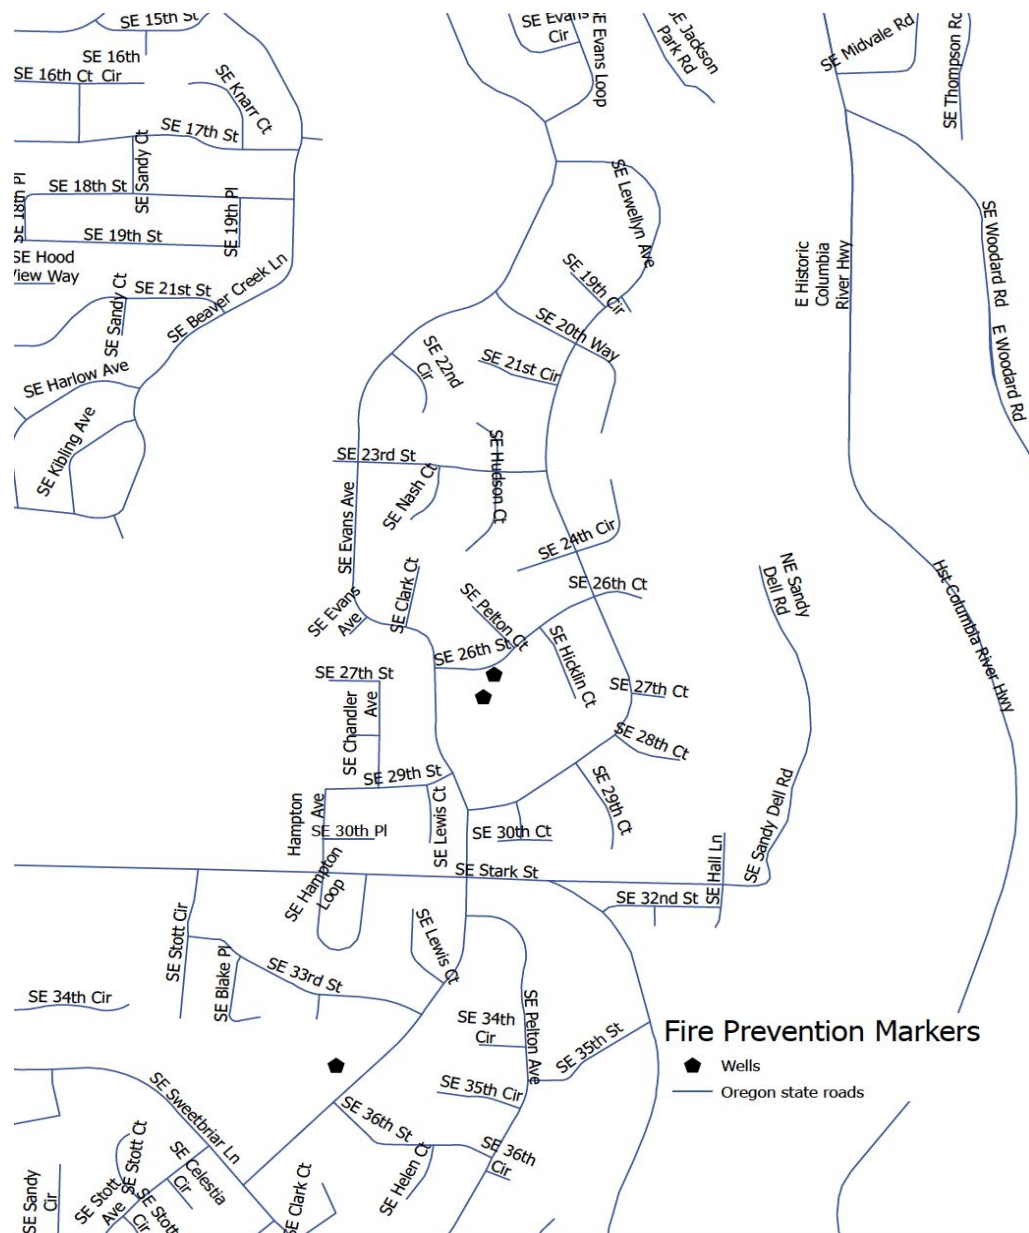 SE 15th St
SE Evans
Cir
SE Evans Loop
SE Jackson
Park Rd
SE Midvale Rd
SE Thompson Rd
SE 16th
SE 16th Ct Cir
SE Knarr Ct
SE 17th St
SE Sandy Ct
SE 18th Pl
SE 18th St
SE 19th Pl
SE 19th St
SE Lewellyn Ave
SE Woodard Rd
SE Hood
View Way
SE 21st St
SE Sandy Ct
SE Beaver Creek Ln
SE 19th Cir
E Historic
Columbia
River Hwy
SE 20th Way
SE 22nd
Cir
SE 21st Cir
E Woodard Rd
SE Harlow Ave
SE Kibling Ave
SE 23rd St
SE Nash Ct
SE Hudson Ct
SE Evans Ave
SE 24th Cir
SE 26th Ct
NE Sandy
Dell Rd
Hst Columbia River Hwy
SE Evans
Ave
SE Clark Ct
SE Pelton Ct
SE 26th St
SE Hicklin Ct
SE 27th St
SE 27th Ct
SE Chandler
Ave
SE 28th Ct
SE 29th St
SE 29th Ct
SE Sandy Dell Rd
Hampton
Ave
SE 30th Pl
SE Lewis Ct
SE 30th Ct
SE Hall Ln
SE Hampton
Loop
SE Stark St
SE 32nd St
SE Stott Cir
SE Lewis Ct
SE Blake Pl
SE 33rd St
SE 34th Cir
SE 34th
Cir
SE Pelton Ave
SE 35th St
Fire Prevention Markers
Wells
Oregon state roads
SE Sweetbriar Ln
SE 35th Cir
SE 36th St
SE 36th
Cir
SE Helen Ct
SE Stott Ct
SE Celestia
Cir
SE Sandy
Cir
SE Stott
Ave
SE Stott
Cir
SE Clark Ct